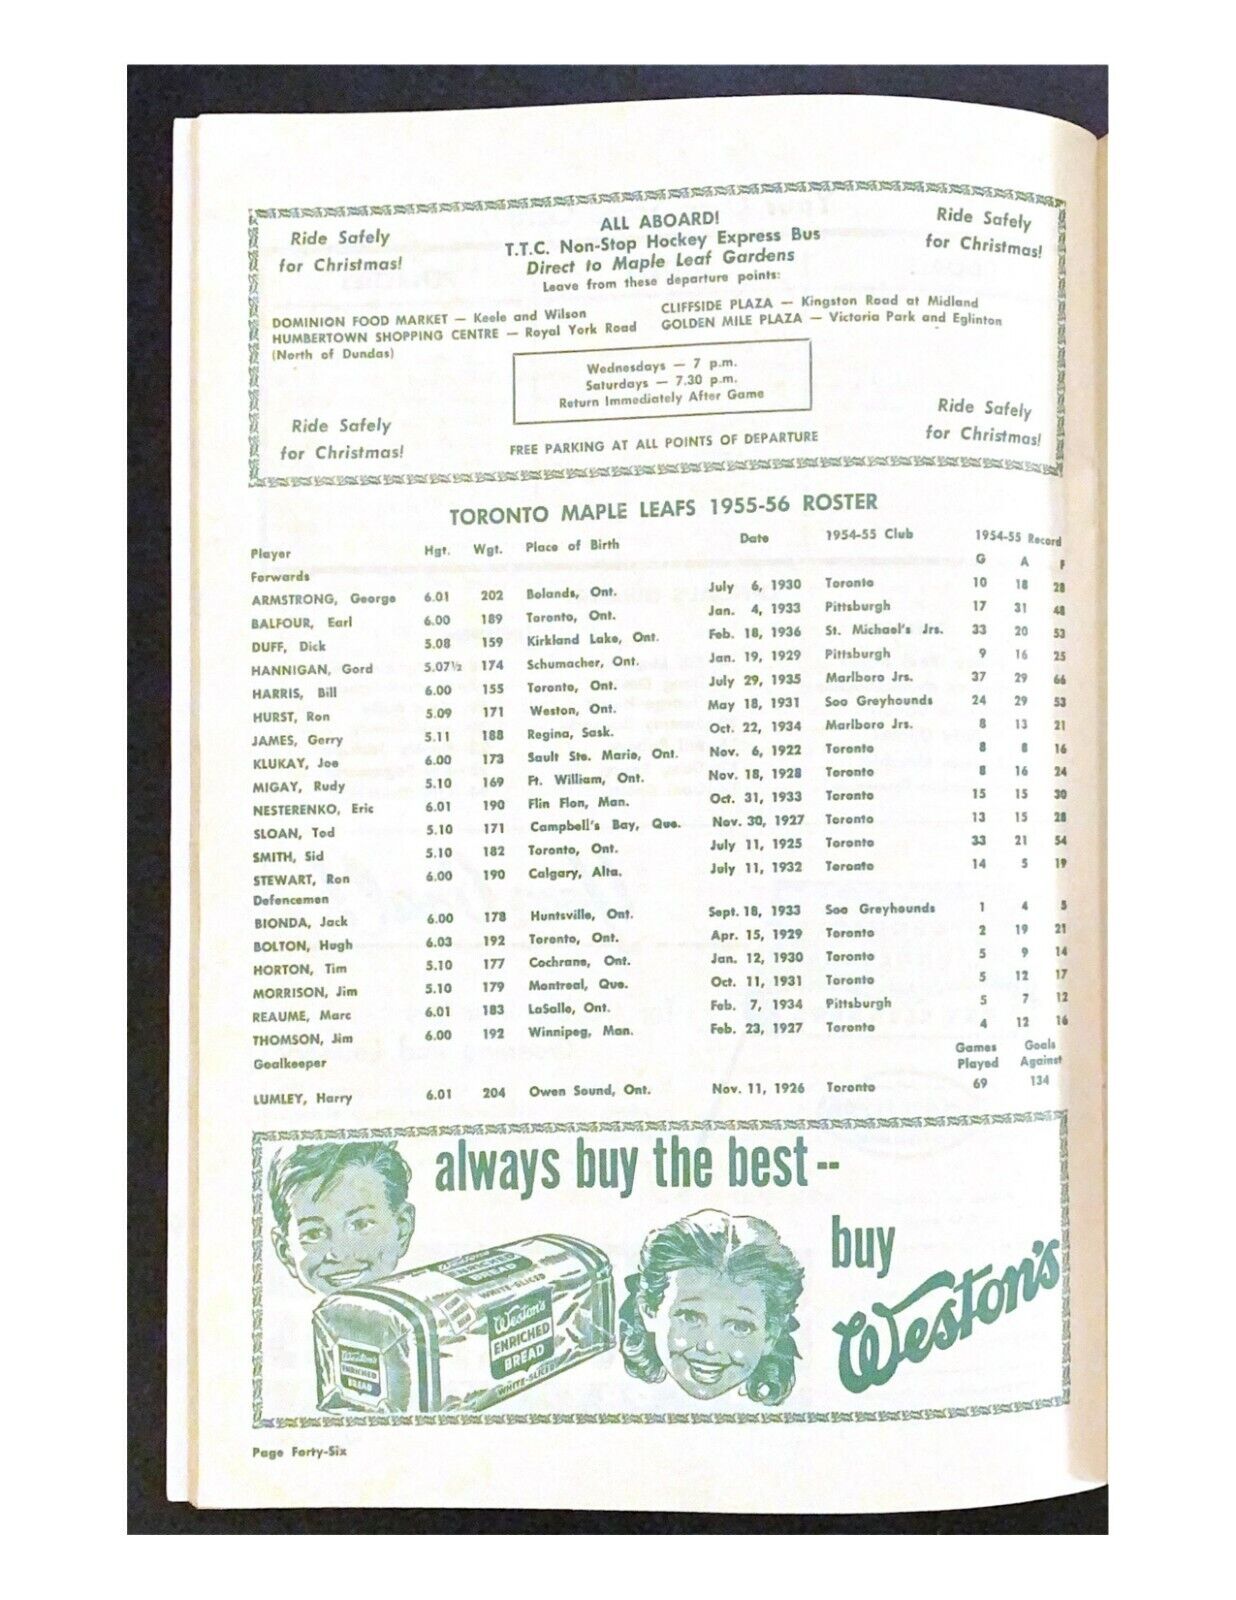 Ride Safely
for Christmas!
ALL ABOARD!
T.T.C. Non-Stop Hockey Express Bus
Direct to Maple Leaf Gardens
Leave from these departure points:
Ride Safely
for Christmas!
DOMINION FOOD MARKET — Keele and Wilson
HUMBERTOWN SHOPPING CENTRE — Royal York Road
(North of Dundas)
CLIFFSIDE PLAZA — Kingston Road at Midland
GOLDEN MILE PLAZA — Victoria Park and Eglinton
Wednesdays — 7 p.m.
Saturdays — 7.30 p.m.
Return Immediately After Game
Ride Safely
for Christmas!
FREE PARKING AT ALL POINTS OF DEPARTURE
Ride Safely
for Christmas!
TORONTO MAPLE LEAFS 1955-56 ROSTER
Player Hgt. Wgt. Place of Birth Date 1954-55 Club 1954-55 Record
G A P
Forwards
ARMSTRONG, George 6.01 202 Bolands, Ont. July 6, 1930 Toronto 10 18 28
BALFOUR, Earl 6.00 189 Toronto, Ont. Jan. 4, 1933 Pittsburgh 17 31 48
DUFF, Dick 5.08 159 Kirkland Lake, Ont. Feb. 18, 1936 St. Michael's Jrs. 33 20 53
HANNIGAN, Gord 5.07½ 174 Schumacher, Ont. Jan. 19, 1929 Pittsburgh 9 16 25
HARRIS, Bill 6.00 155 Toronto, Ont. July 29, 1935 Marlboro Jrs. 37 29 66
HURST, Ron 5.09 171 Weston, Ont. May 18, 1931 Soo Greyhounds 24 29 53
JAMES, Gerry 5.11 188 Regina, Sask. Oct. 22, 1934 Marlboro Jrs. 8 13 21
KLUKAY, Joe 6.00 173 Sault Ste. Marie, Ont. Nov. 6, 1922 Toronto 8 8 16
MIGAY, Rudy 5.10 169 Ft. William, Ont. Nov. 18, 1928 Toronto 8 16 24
NESTERENKO, Eric 6.01 190 Flin Flon, Man. Oct. 31, 1933 Toronto 15 15 30
SLOAN, Tod 5.10 171 Campbell's Bay, Que. Nov. 30, 1927 Toronto 13 15 28
SMITH, Sid 5.10 182 Toronto, Ont. July 11, 1925 Toronto 33 21 54
STEWART, Ron 6.00 190 Calgary, Alta. July 11, 1932 Toronto 14 5 19
Defencemen
BIONDA, Jack 6.00 178 Huntsville, Ont. Sept. 18, 1933 Soo Greyhounds 1 4 5
BOLTON, Hugh 6.03 192 Toronto, Ont. Apr. 15, 1929 Toronto 2 19 21
HORTON, Tim 5.10 177 Cochrane, Ont. Jan. 12, 1930 Toronto 5 9 14
MORRISON, Jim 5.10 179 Montreal, Que. Oct. 11, 1931 Toronto 5 12 17
REAUME, Marc 6.01 183 LaSalle, Ont. Feb. 7, 1934 Pittsburgh 5 7 12
THOMSON, Jim 6.00 192 Winnipeg, Man. Feb. 23, 1927 Toronto 4 12 16
Goalkeeper Games Goals
Played Against
LUMLEY, Harry 6.01 204 Owen Sound, Ont. Nov. 11, 1926 Toronto 69 134
always buy the best --
buy
Weston's
Weston's
ENRICHED
BREAD
WHITE-SLICED
Weston's
ENRICHED
BREAD
WHITE-SLICED
Weston's
ENRICHED
BREAD
Page Forty-Six